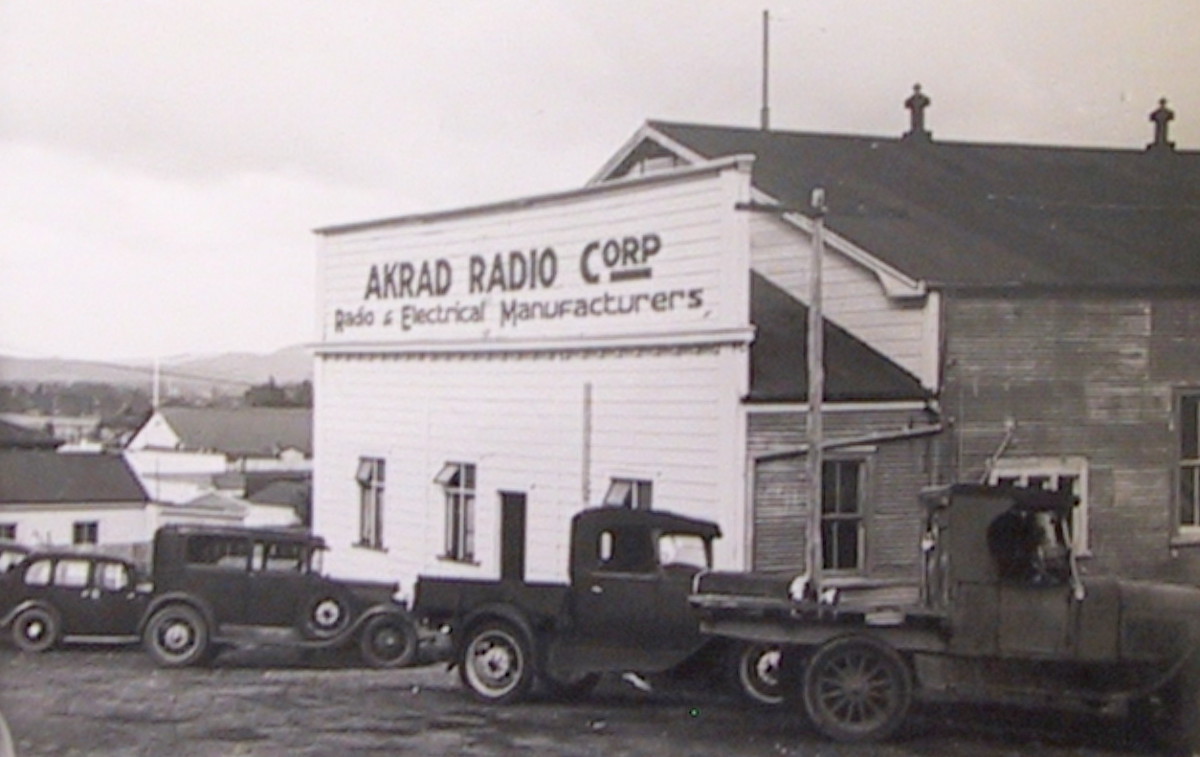 AKRAD RADIO CORP
Radio & Electrical Manufacturers